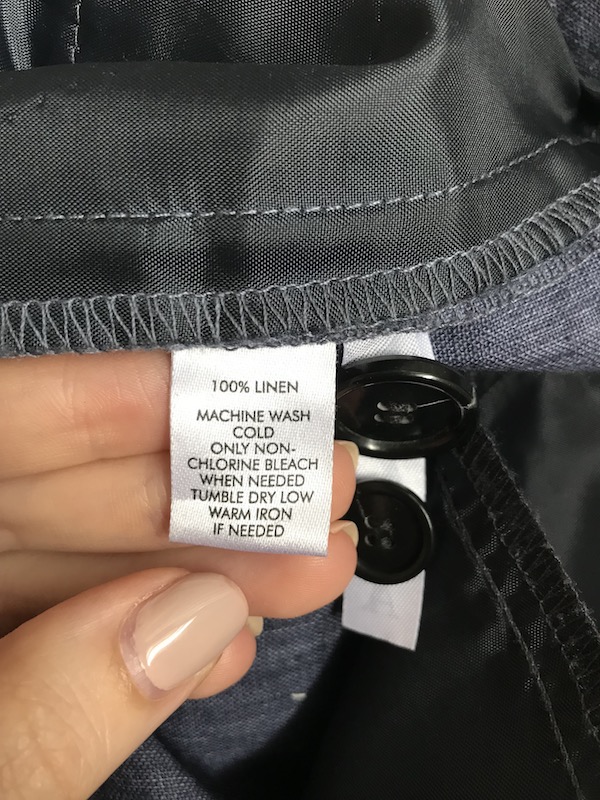 100% LINEN
MACHINE WASH
COLD
ONLY NON-
CHLORINE BLEACH
WHEN NEEDED
TUMBLE DRY LOW
WARM IRON
IF NEEDED